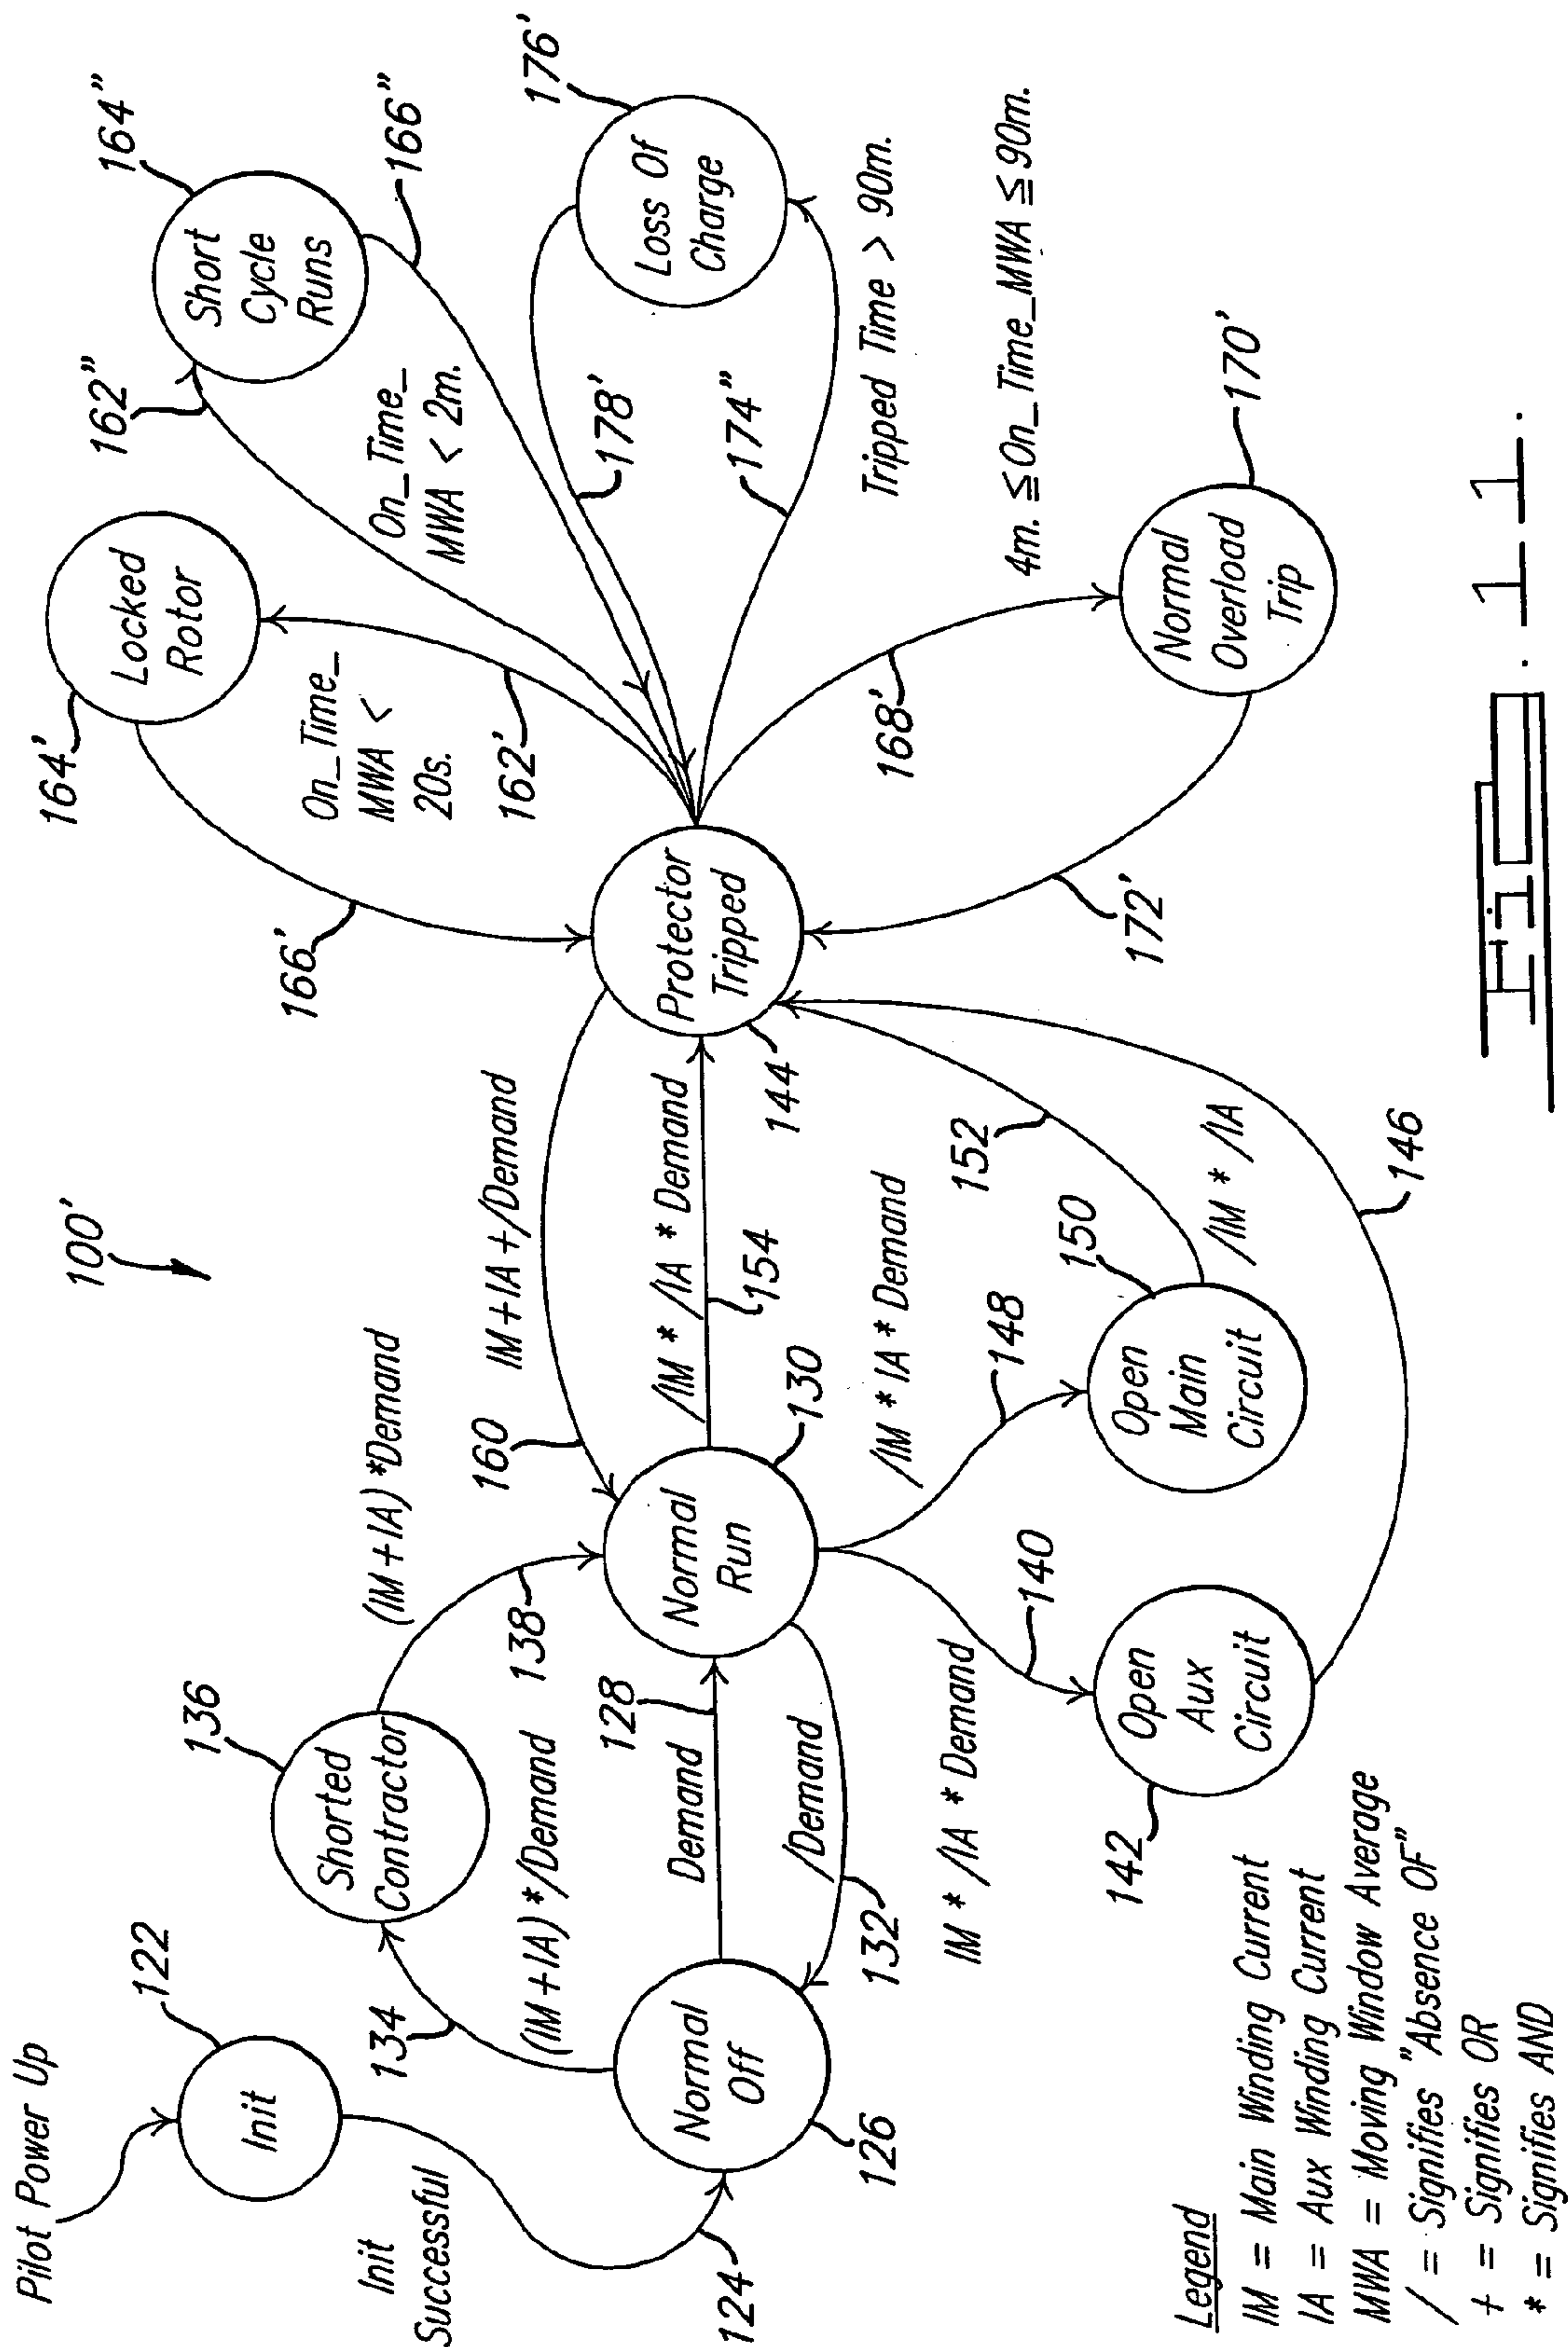 100'
Pilot Power Up
122
Init
Init
Successful
124
Normal
Off
126
134
(IM + IA) */Demand
Shorted
Contractor
136
138
(IM + IA) *Demand
Demand
128
/Demand
132
Normal
Run
130
IM * /IA * Demand
140
Open
Aux
Circuit
142
/IM * IA * Demand
148
Open
Main
Circuit
150
152
/IM * /IA
146
160
IM + IA + /Demand
/IM * /IA * Demand
154
Protector
Tripped
144
166'
Locked
Rotor
164'
On_Time_
MWA <
20s.
162'
162"
Short
Cycle
Runs
164"
On_Time_
MWA < 2m.
166"
178'
Loss Of
Charge
176'
174"
Tripped Time > 90m.
4m. ≦ On_Time_MWA ≦ 90m.
168'
Normal
Overload
Trip
170'
172'
Legend
IM = Main Winding Current
IA = Aux Winding Current
MWA = Moving Window Average
/ = Signifies "Absence OF"
+ = Signifies OR
* = Signifies AND
Fig. 11.